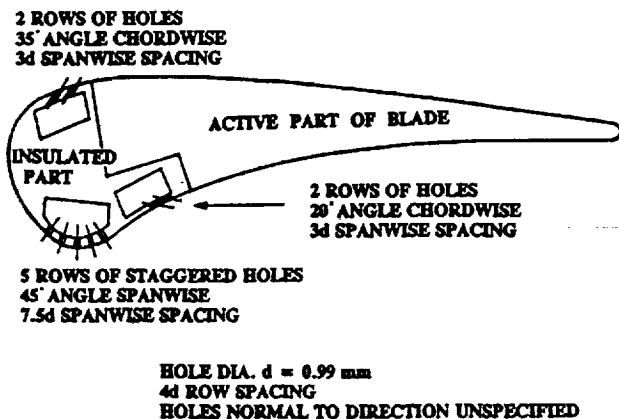 2 ROWS OF HOLES
35° ANGLE CHORDWISE
3d SPANWISE SPACING
ACTIVE PART OF BLADE
INSULATED
PART
2 ROWS OF HOLES
20° ANGLE CHORDWISE
3d SPANWISE SPACING
5 ROWS OF STAGGERED HOLES
45° ANGLE SPANWISE
7.5d SPANWISE SPACING
HOLE DIA. d = 0.99 mm
4d ROW SPACING
HOLES NORMAL TO DIRECTION UNSPECIFIED